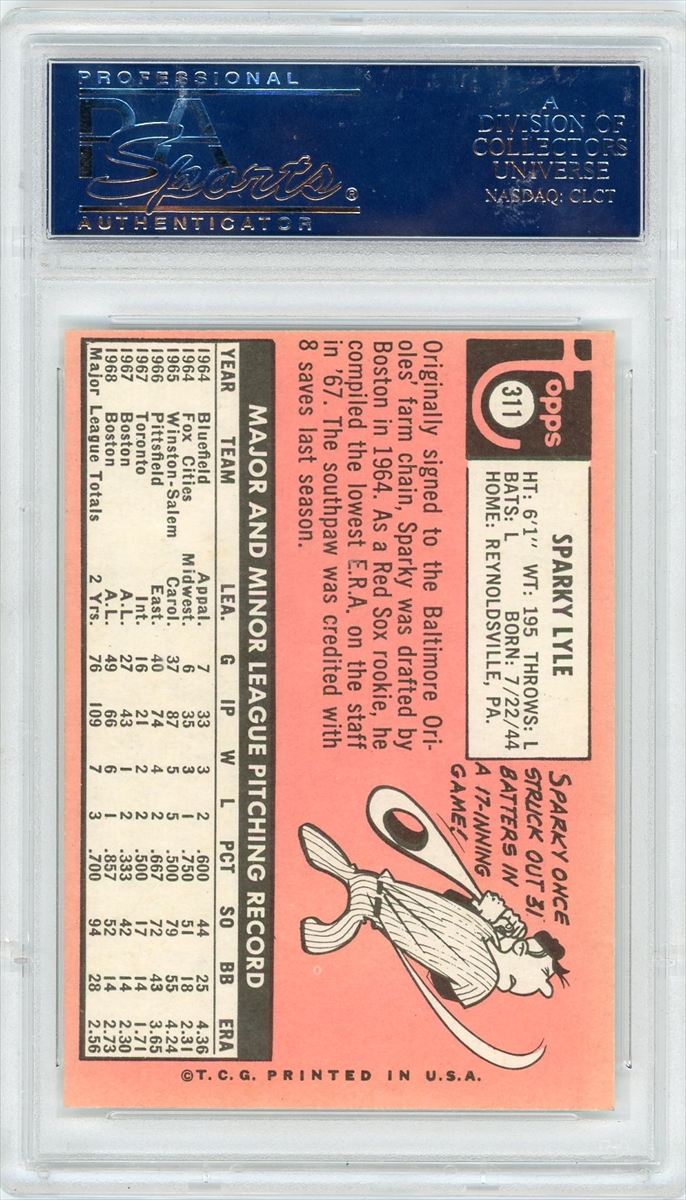 PROFESSIONAL
PSA
Sports®
AUTHENTICATOR
A
DIVISION OF
COLLECTORS
UNIVERSE
NASDAQ: CLCT
Topps
311
SPARKY LYLE
HT: 6'1" WT: 195 THROWS: L
BATS: L BORN: 7/22/44
HOME: REYNOLDSVILLE, PA.
SPARKY ONCE
STRUCK OUT 31
BATTERS IN
A 17-INNING
GAME!
Originally signed to the Baltimore Ori-
oles' farm chain, Sparky was drafted by
Boston in 1964. As a Red Sox rookie, he
compiled the lowest E.R.A. on the staff
in '67. The southpaw was credited with
8 saves last season.
MAJOR AND MINOR LEAGUE PITCHING RECORD
YEAR TEAM LEA. G IP W L PCT SO BB ERA
1964 Bluefield Appal. 7 33 3 2 .600 44 25 4.36
1964 Fox Cities Midwest. 6 35 3 1 .750 51 18 2.31
1965 Winston-Salem Carol. 37 87 5 5 .500 79 55 4.24
1966 Pittsfield East. 40 74 4 2 .667 72 43 3.65
1967 Toronto Int. 16 21 2 2 .500 17 14 1.71
1967 Boston A.L. 27 43 1 2 .333 42 14 2.30
1968 Boston A.L. 49 66 6 1 .857 52 14 2.73
Major League Totals 2 Yrs. 76 109 7 3 .700 94 28 2.56
©T.C.G. PRINTED IN U.S.A.